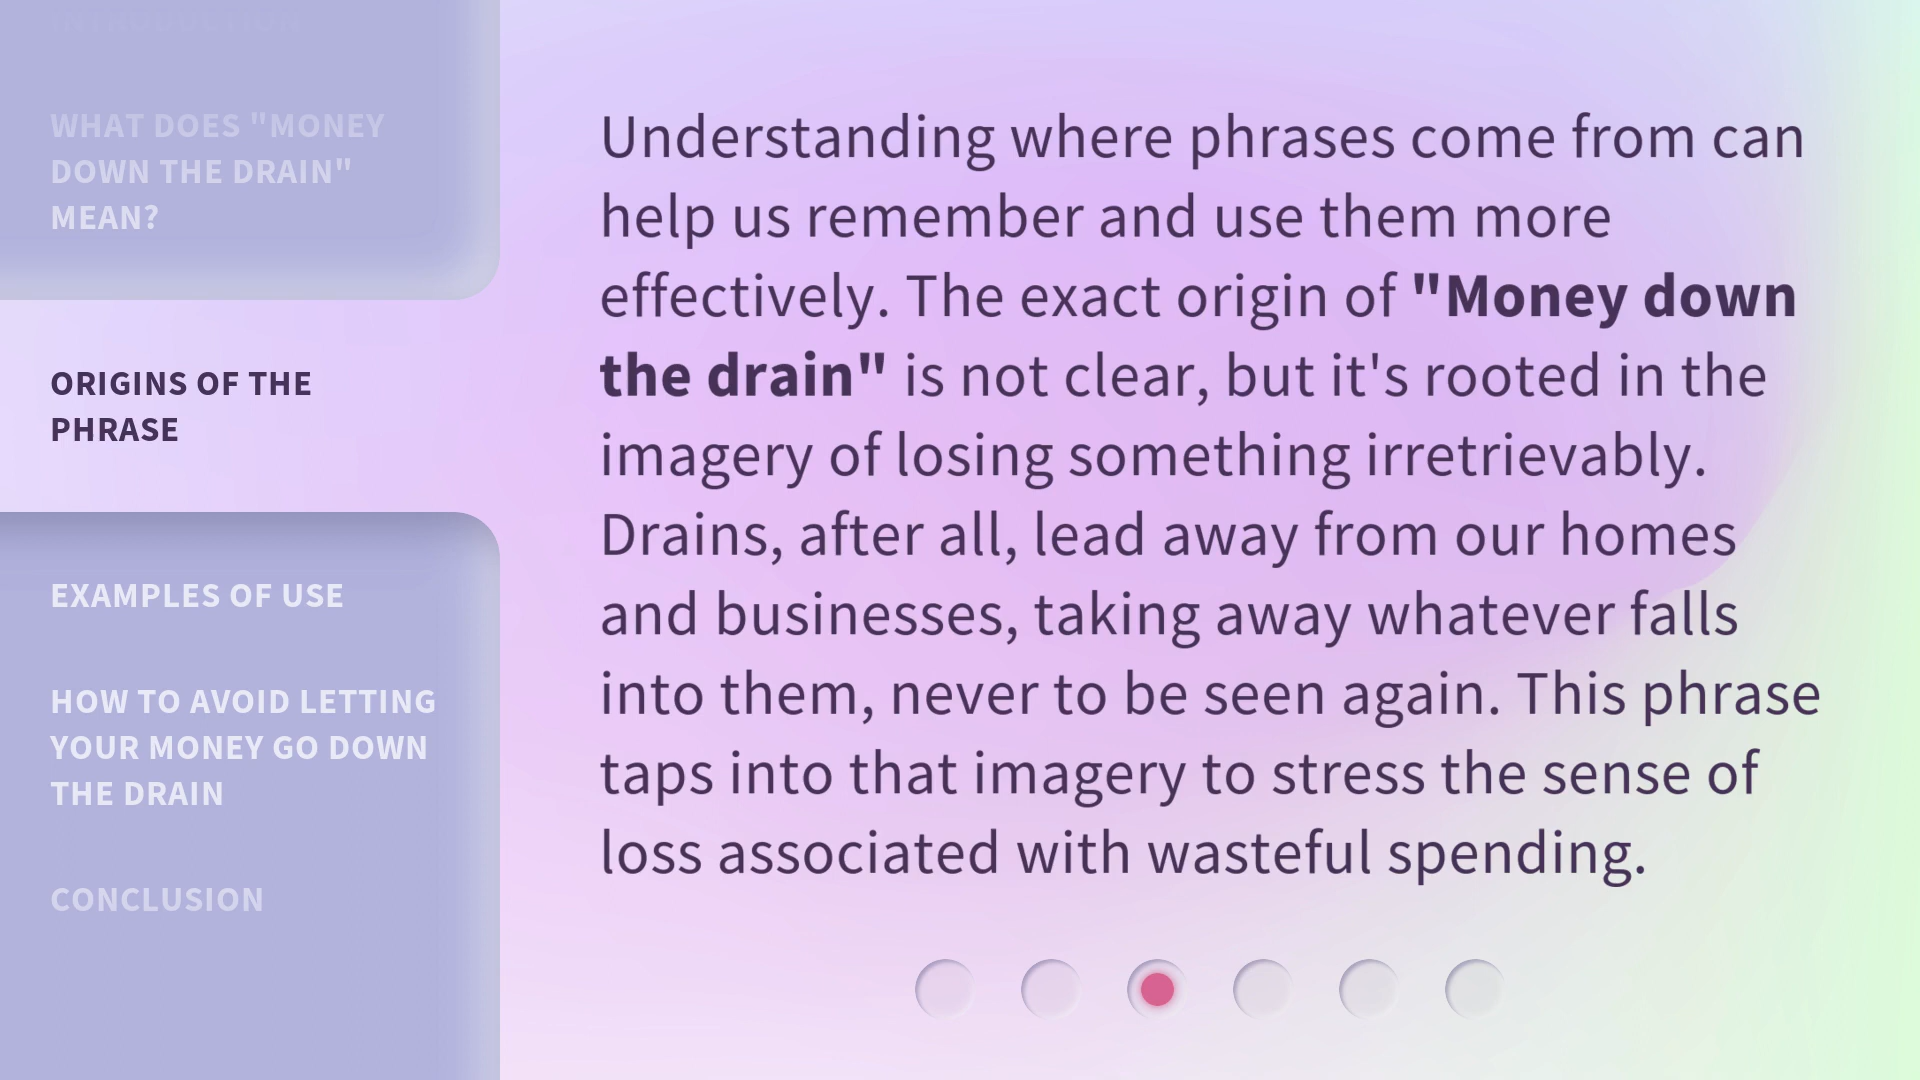 INTRODUCTION
WHAT DOES "MONEY
DOWN THE DRAIN"
MEAN?
ORIGINS OF THE
PHRASE
EXAMPLES OF USE
HOW TO AVOID LETTING
YOUR MONEY GO DOWN
THE DRAIN
CONCLUSION
Understanding where phrases come from can
help us remember and use them more
effectively. The exact origin of "Money down
the drain" is not clear, but it's rooted in the
imagery of losing something irretrievably.
Drains, after all, lead away from our homes
and businesses, taking away whatever falls
into them, never to be seen again. This phrase
taps into that imagery to stress the sense of
loss associated with wasteful spending.